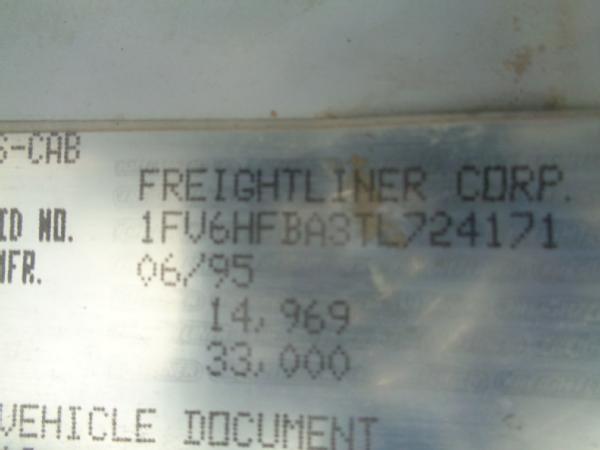 S-CAB
FREIGHTLINER CORP.
ID NO. 1FV6HFBA3TL724171
MFR. 06/95
14,969
33,000
VEHICLE DOCUMENT